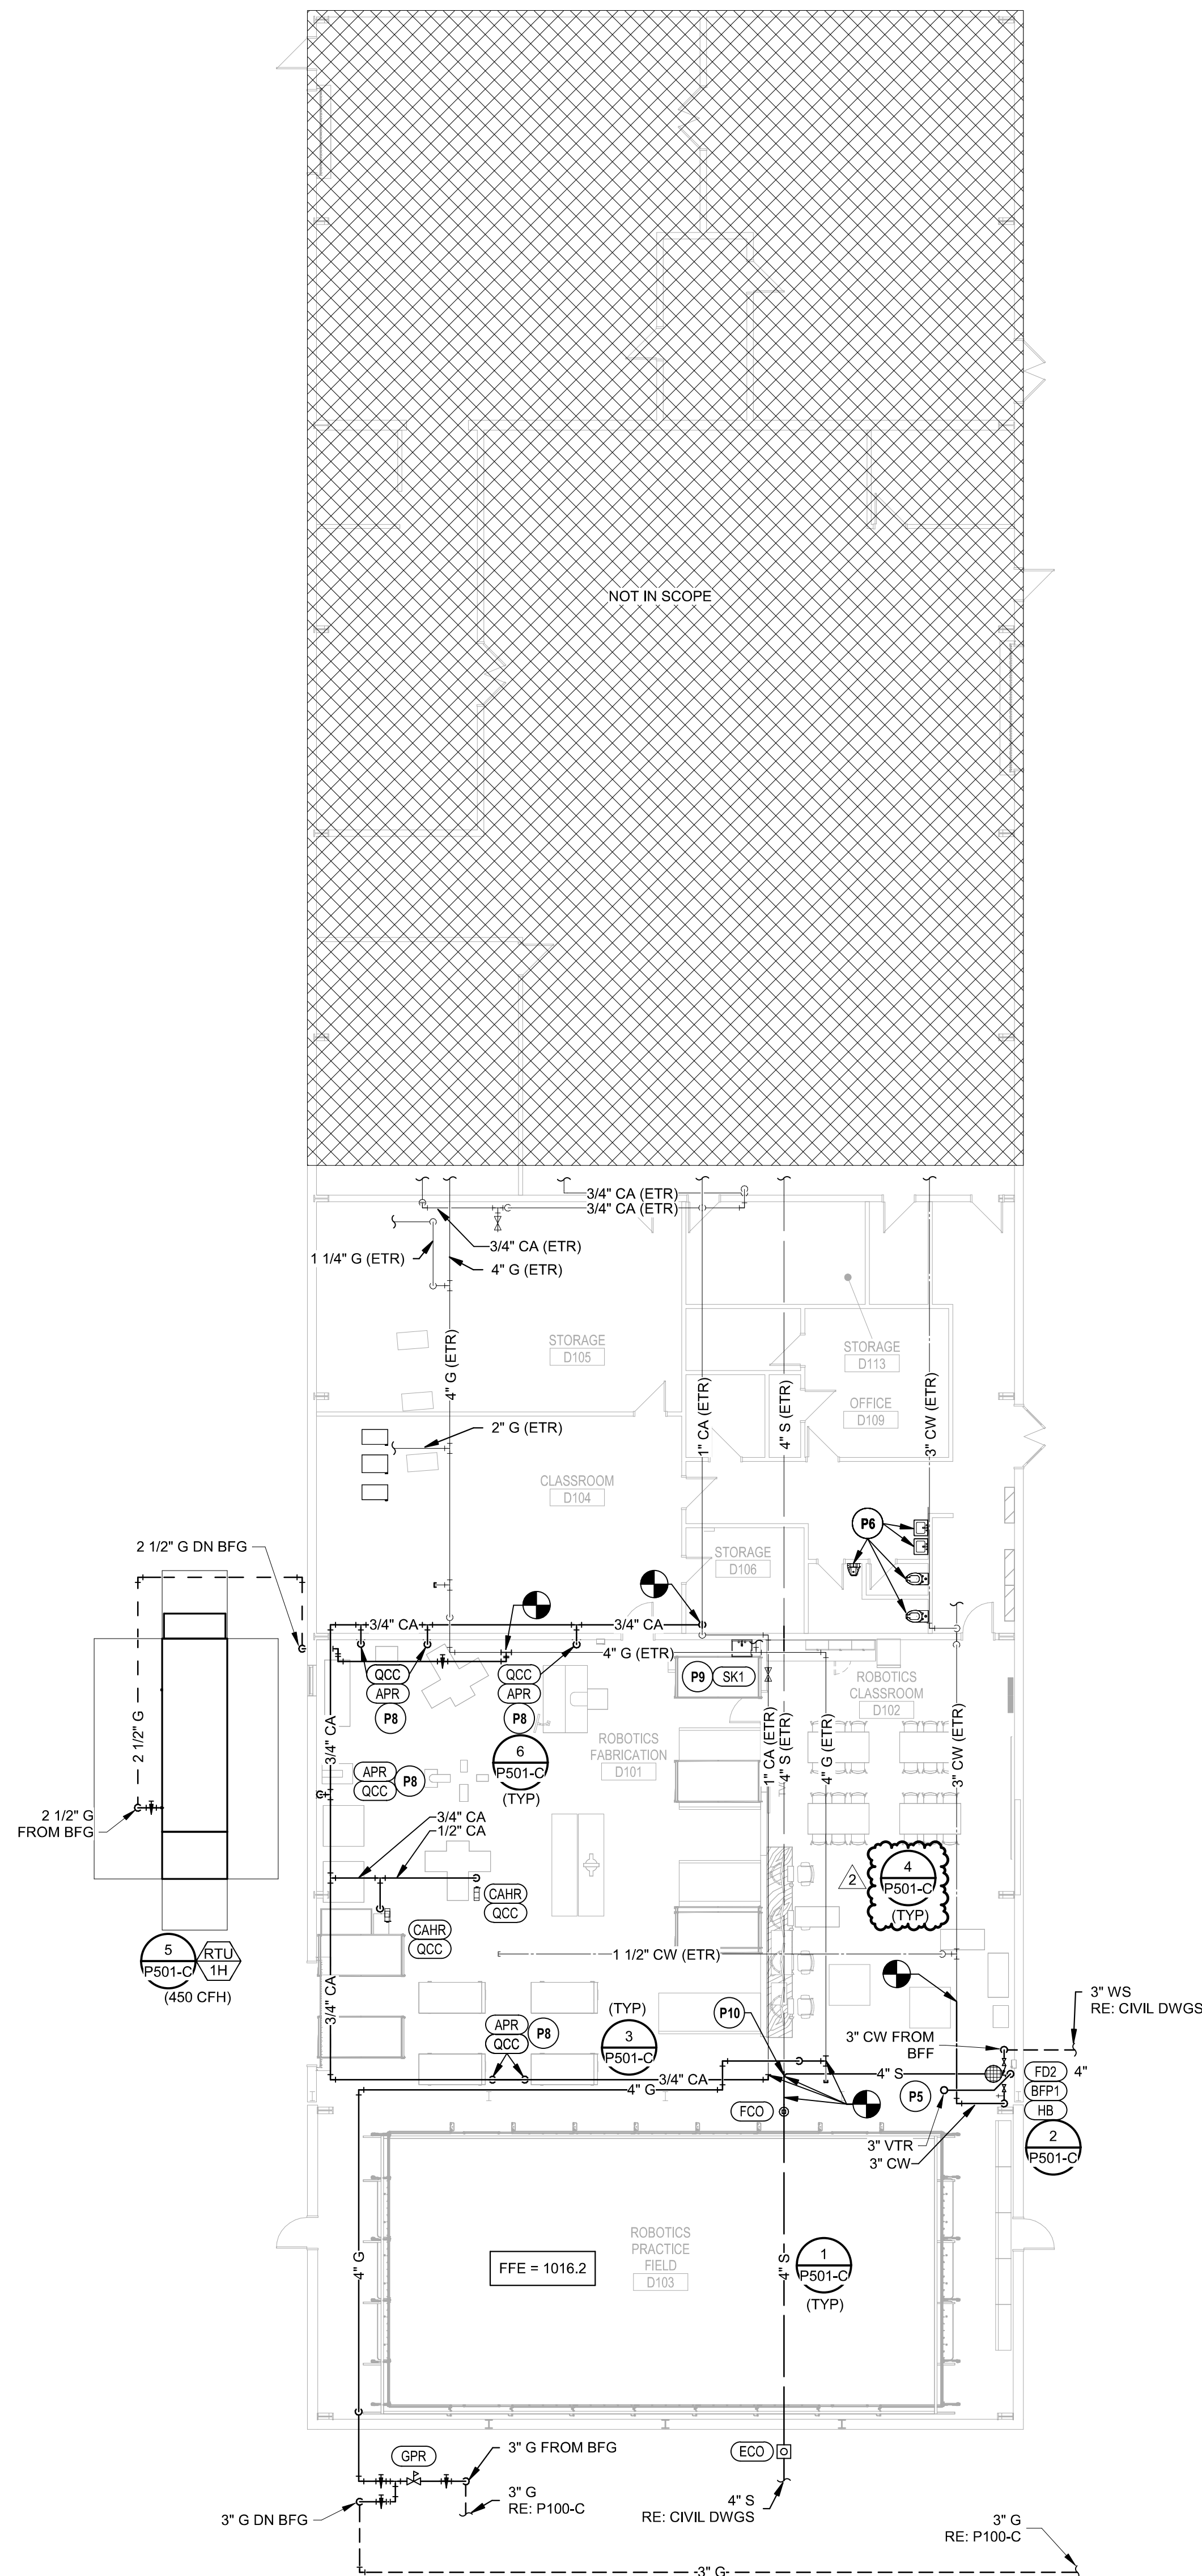 NOT IN SCOPE
3/4" CA (ETR)
3/4" CA (ETR)
3/4" CA (ETR)
1 1/4" G (ETR)
4" G (ETR)
STORAGE
D105
STORAGE
D113
4" G (ETR)
1" CA (ETR)
4" S (ETR)
3" CW (ETR)
OFFICE
D109
2" G (ETR)
CLASSROOM
D104
P6
STORAGE
D106
2 1/2" G DN BFG
3/4" CA
3/4" CA
4" G (ETR)
QCC
APR
P8
QCC
APR
P8
P9
SK1
ROBOTICS
CLASSROOM
D102
2 1/2" G
3/4" CA
6
P501-C
(TYP)
ROBOTICS
FABRICATION
D101
1" CA (ETR)
4" S (ETR)
4" G (ETR)
3" CW (ETR)
APR
QCC
P8
2 1/2" G
FROM BFG
3/4" CA
1/2" CA
2
4
P501-C
(TYP)
CAHR
QCC
CAHR
QCC
5
P501-C
RTU
1H
(450 CFH)
1 1/2" CW (ETR)
3/4" CA
3" WS
RE: CIVIL DWGS
APR
QCC
P8
(TYP)
3
P501-C
P10
3" CW FROM
BFF
4" S
FD2
4"
BFP1
HB
P5
3/4" CA
4" G
FCO
2
P501-C
3" VTR
3" CW
4" G
FFE = 1016.2
ROBOTICS
PRACTICE
FIELD
D103
4" S
1
P501-C
(TYP)
GPR
3" G FROM BFG
ECO
3" G
RE: P100-C
4" S
RE: CIVIL DWGS
3" G DN BFG
3" G
RE: P100-C
3" G